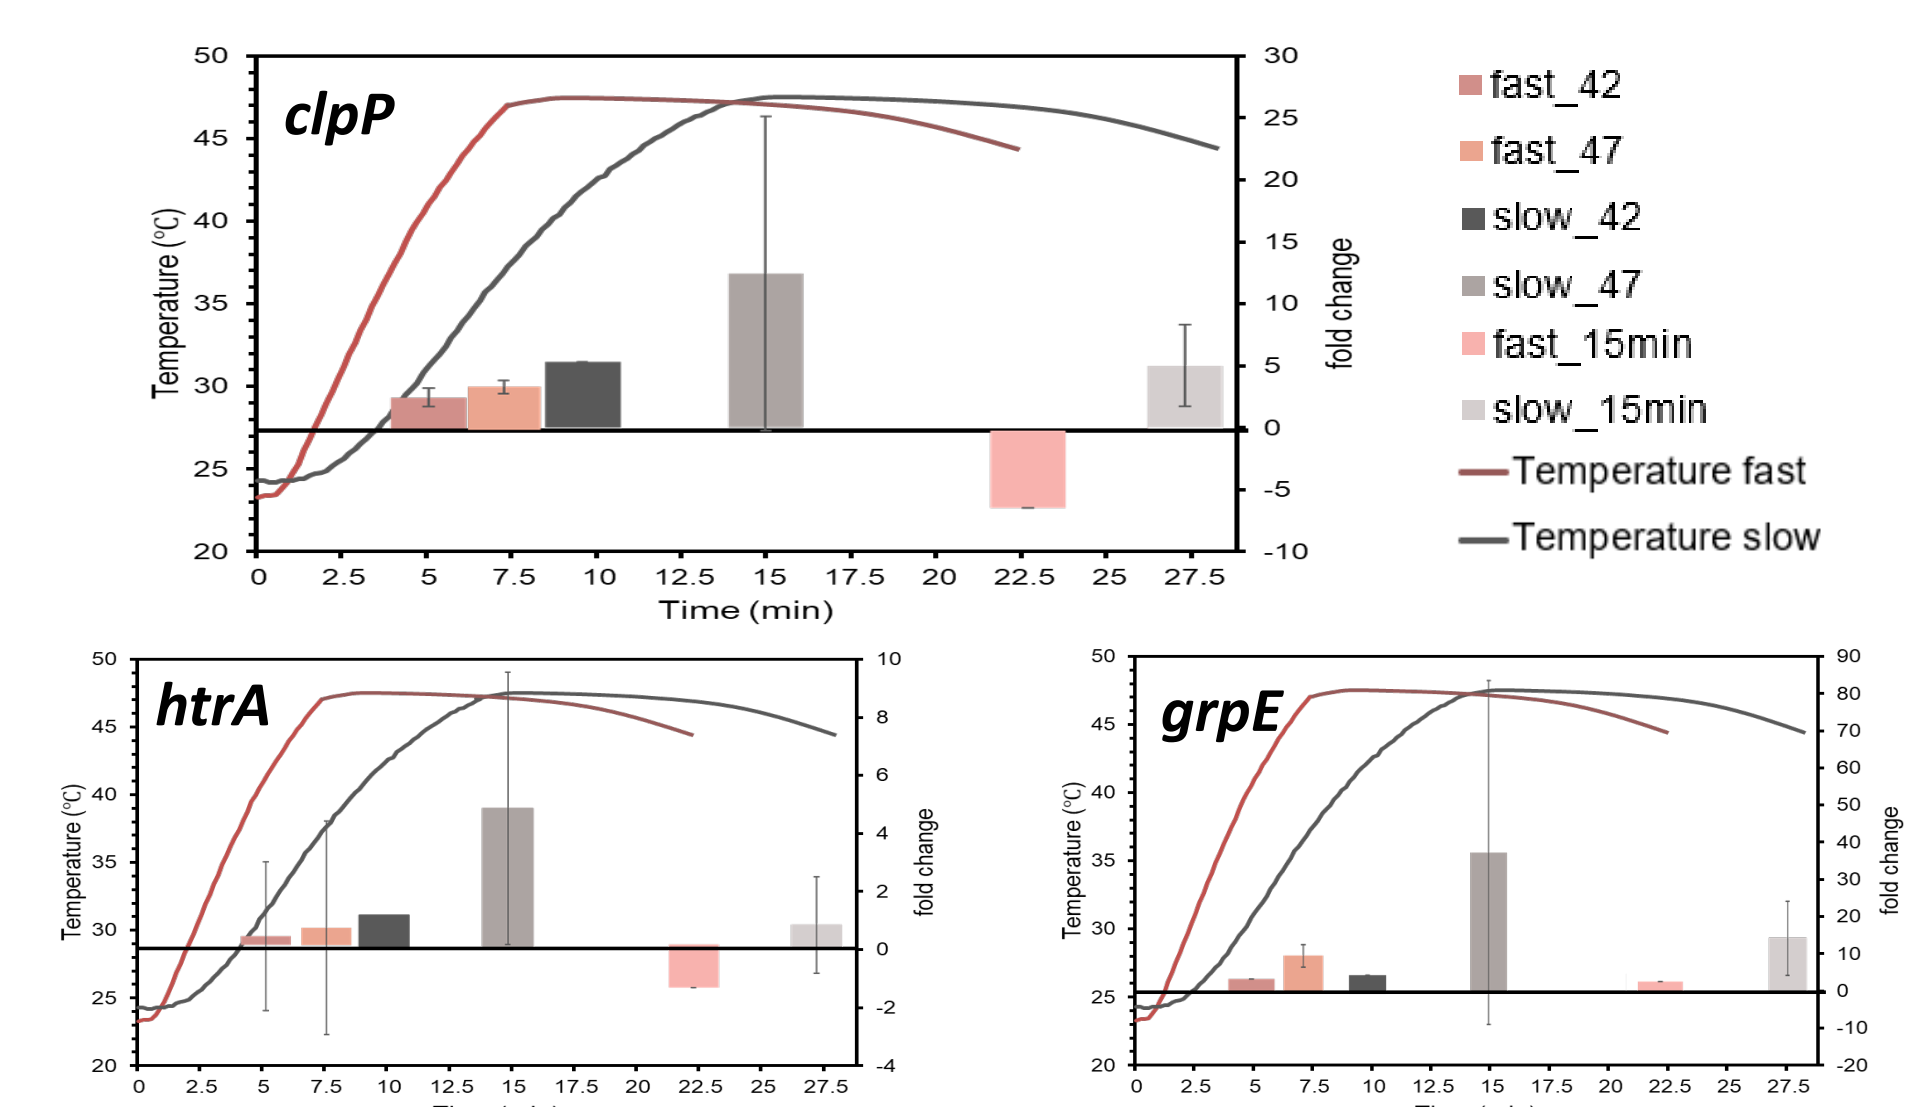 clpP
50
45
40
35
30
25
20
Temperature (°C)
30
25
20
15
10
5
0
-5
-10
fold change
0 2.5 5 7.5 10 12.5 15 17.5 20 22.5 25 27.5
Time (min)
fast_42
fast_47
slow_42
slow_47
fast_15min
slow_15min
Temperature fast
Temperature slow
htrA
50
45
40
35
30
25
20
Temperature (°C)
10
8
6
4
2
0
-2
-4
fold change
0 2.5 5 7.5 10 12.5 15 17.5 20 22.5 25 27.5
grpE
50
45
40
35
30
25
20
Temperature (°C)
90
80
70
60
50
40
30
20
10
0
-10
-20
fold change
0 2.5 5 7.5 10 12.5 15 17.5 20 22.5 25 27.5